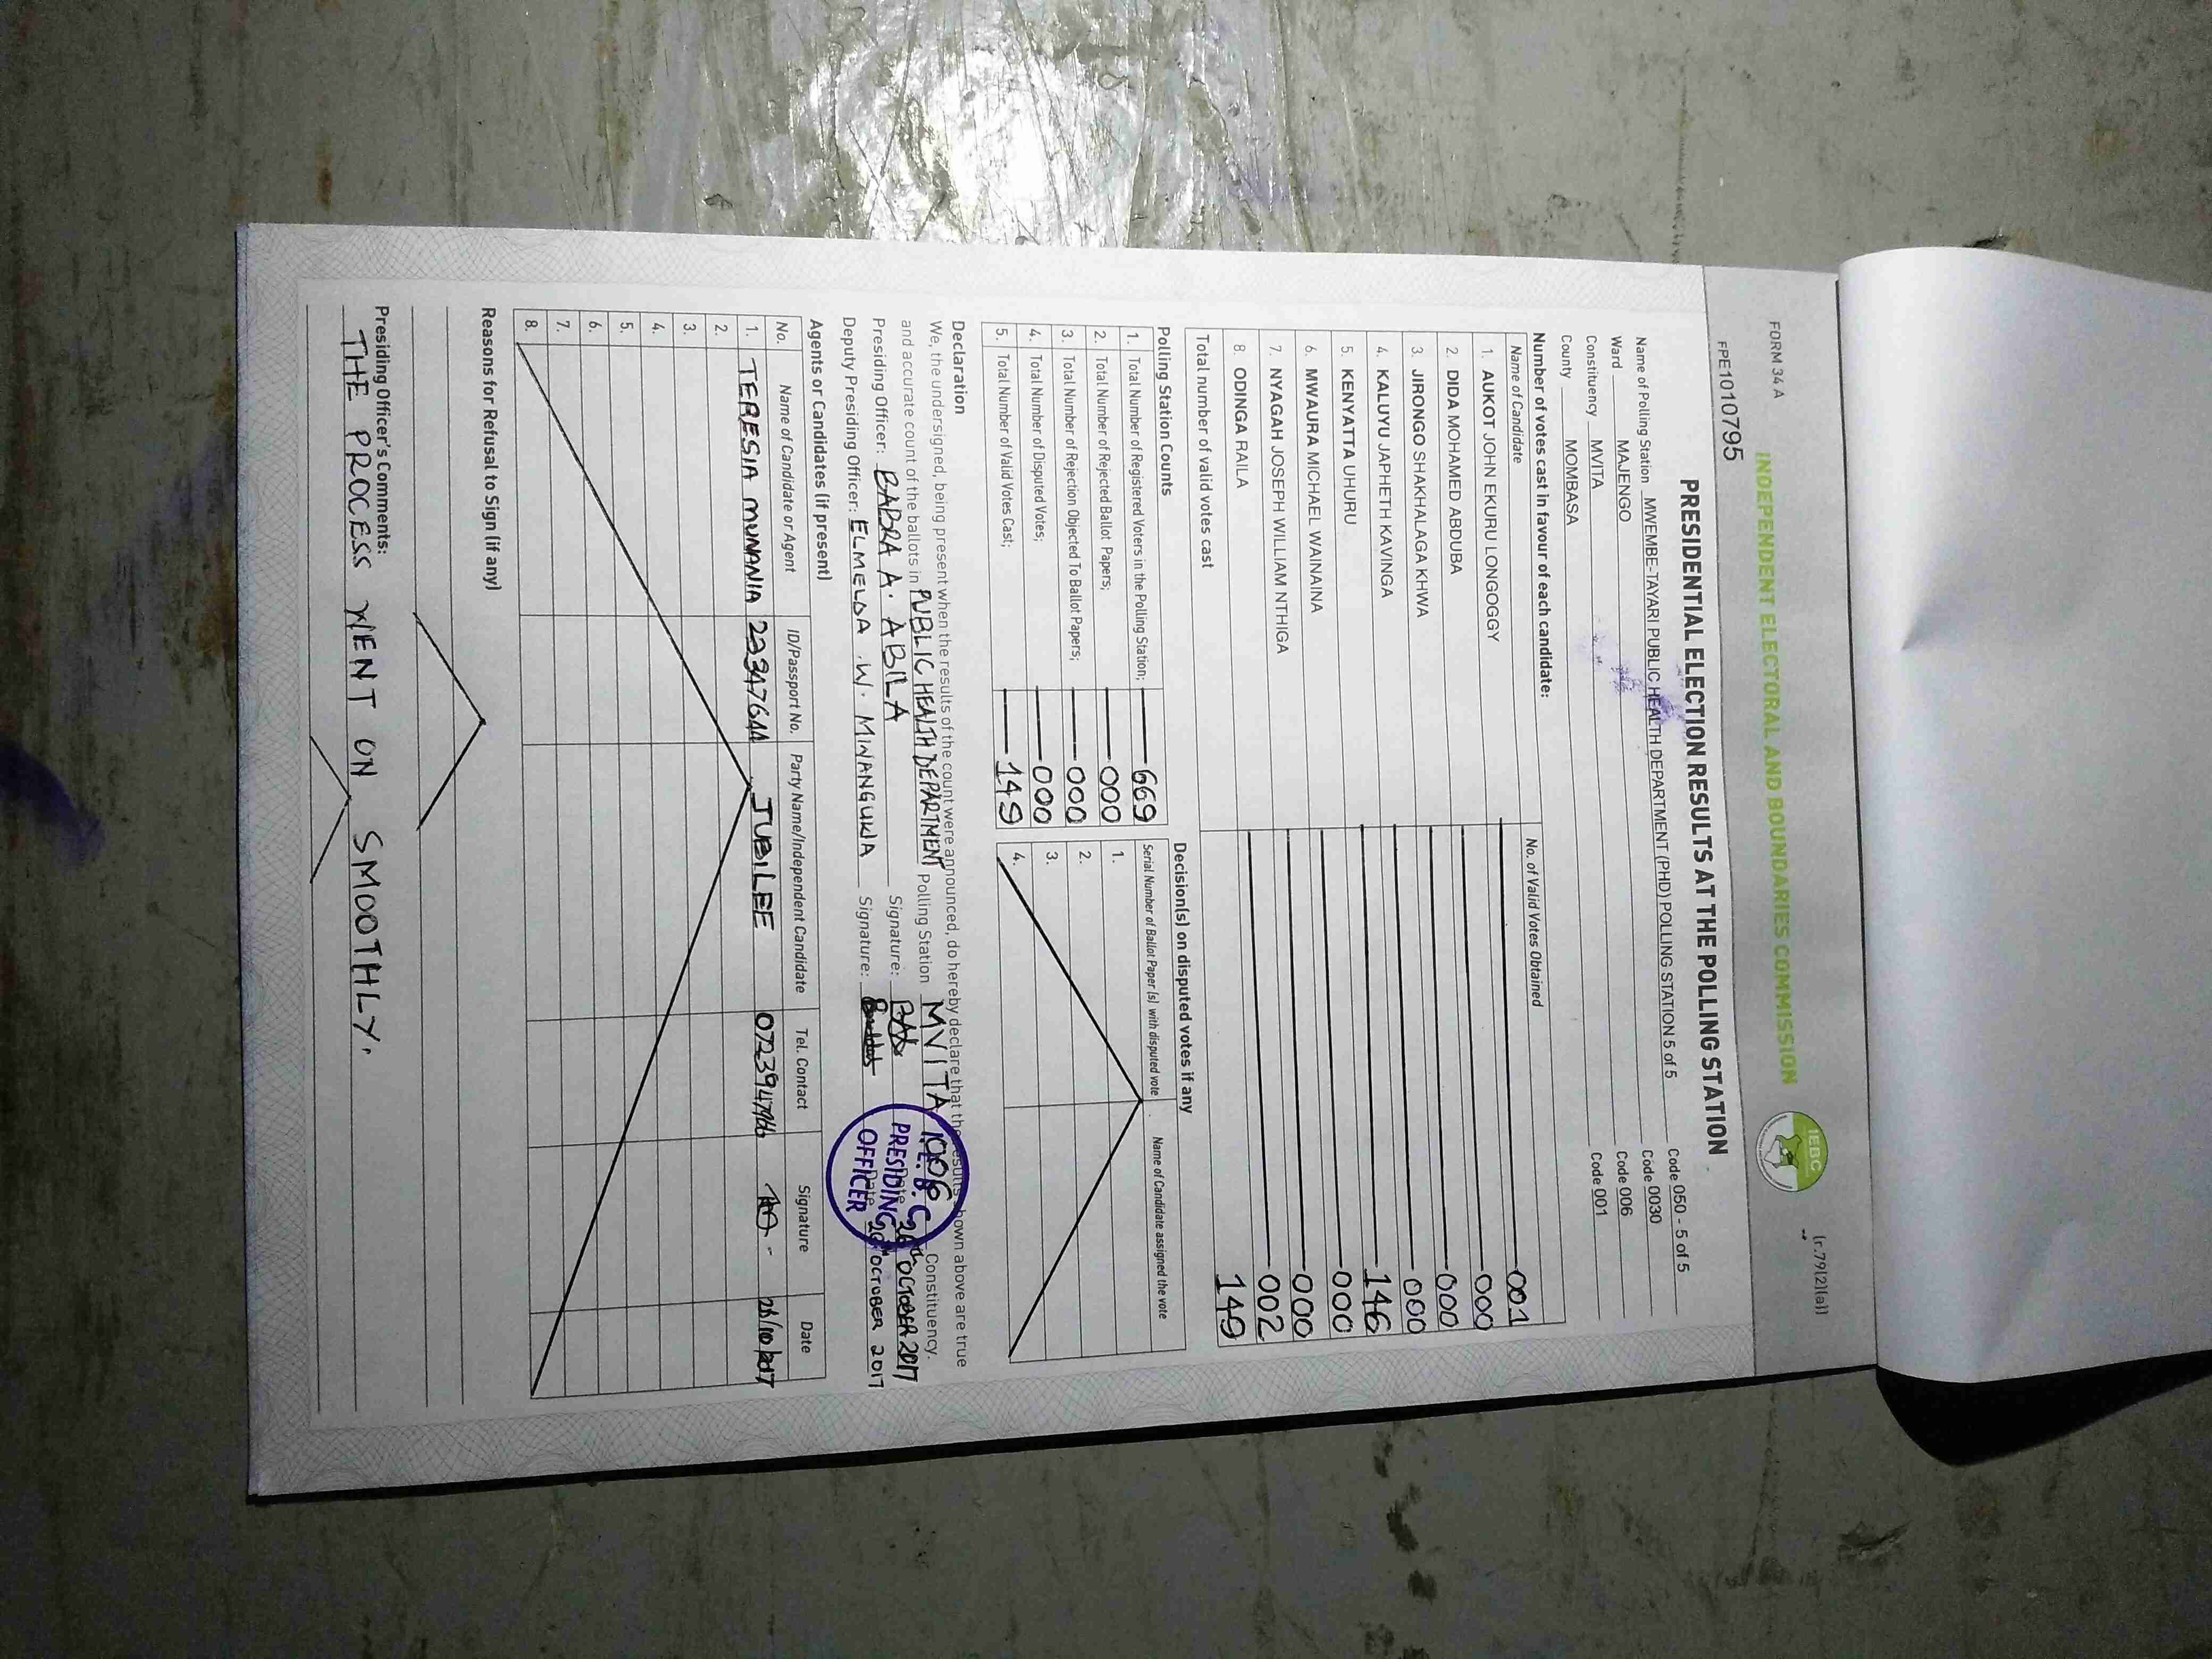 FORM 34 A
(r.79(2)(a))
INDEPENDENT ELECTORAL AND BOUNDARIES COMMISSION
IEBC
FPE1010795
PRESIDENTIAL ELECTION RESULTS AT THE POLLING STATION
Name of Polling Station MWEMBE-TAYARI PUBLIC HEALTH DEPARTMENT (PHD) POLLING STATION 5 of 5 Code 050 - 5 of 5
Ward MAJENGO Code 0030
Constituency MVITA Code 006
County MOMBASA Code 001
Number of votes cast in favour of each candidate:
Name of Candidate No. of Valid Votes Obtained
1. AUKOT JOHN EKURU LONGOGGY 001
2. DIDA MOHAMED ABDUBA 000
3. JIRONGO SHAKHALAGA KHWA 000
4. KALUYU JAPHETH KAVINGA 000
5. KENYATTA UHURU 146
6. MWAURA MICHAEL WAINAINA 000
7. NYAGAH JOSEPH WILLIAM NTHIGA 000
8. ODINGA RAILA 002
Total number of valid votes cast 149
Polling Station Counts
1. Total Number of Registered Voters in the Polling Station; 669
2. Total Number of Rejected Ballot Papers; 000
3. Total Number of Rejection Objected To Ballot Papers; 000
4. Total Number of Disputed Votes; 000
5. Total Number of Valid Votes Cast; 149
Decision(s) on disputed votes if any
Serial Number of Ballot Paper (s) with disputed vote Name of Candidate assigned the vote
1.
2.
3.
4.
Declaration
We, the undersigned, being present when the results of the count were announced, do hereby declare that the results shown above are true
and accurate count of the ballots in PUBLIC HEALTH DEPARTMENT Polling Station MVITA 006 Constituency.
Presiding Officer: BABRA A. ABILA Signature: Date 26th OCTOBER 2017
Deputy Presiding Officer: ELMELDA W. MINANGUKIA Signature: Date 26th OCTOBER 2017
I.E.B.C
PRESIDING
OFFICER
Agents or Candidates (if present)
No. Name of Candidate or Agent ID/Passport No. Party Name/Independent Candidate Tel. Contact Signature Date
1. TERESIA MUNANIA JUBILEE 26/10/2017
2.
3.
4.
5.
6.
7.
8.
Reasons for Refusal to Sign (if any)
Presiding Officer's Comments:
THE PROCESS WENT ON SMOOTHLY.